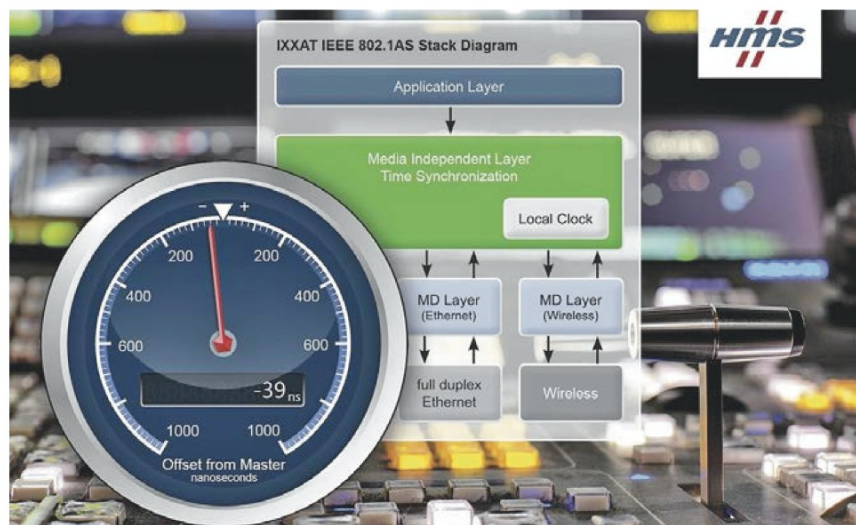 IXXAT IEEE 802.1AS Stack Diagram
HMS
Application Layer
Media Independent Layer
Time Synchronization
Local Clock
MD Layer
(Ethernet)
MD Layer
(Wireless)
full duplex
Ethernet
Wireless
− +
200 200
400 400
600 600
-39 ns
1000 1000
Offset from Master
nanoseconds